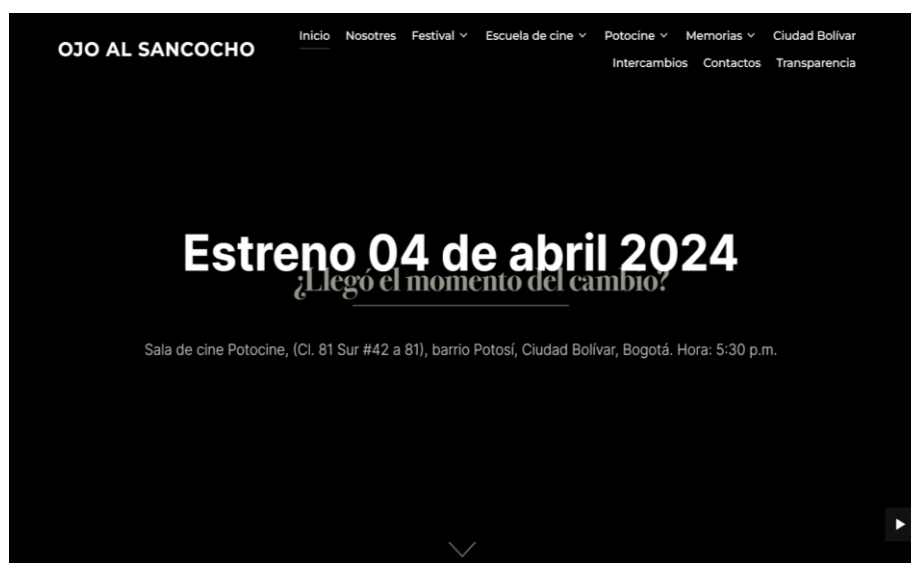 OJO AL SANCOCHO
Inicio Nosotres Festival Escuela de cine Potocine Memorias Ciudad Bolívar
Intercambios Contactos Transparencia
Estreno 04 de abril 2024
¿Llegó el momento del cambio?
Sala de cine Potocine, (Cl. 81 Sur #42 a 81), barrio Potosí, Ciudad Bolívar, Bogotá. Hora: 5:30 p.m.